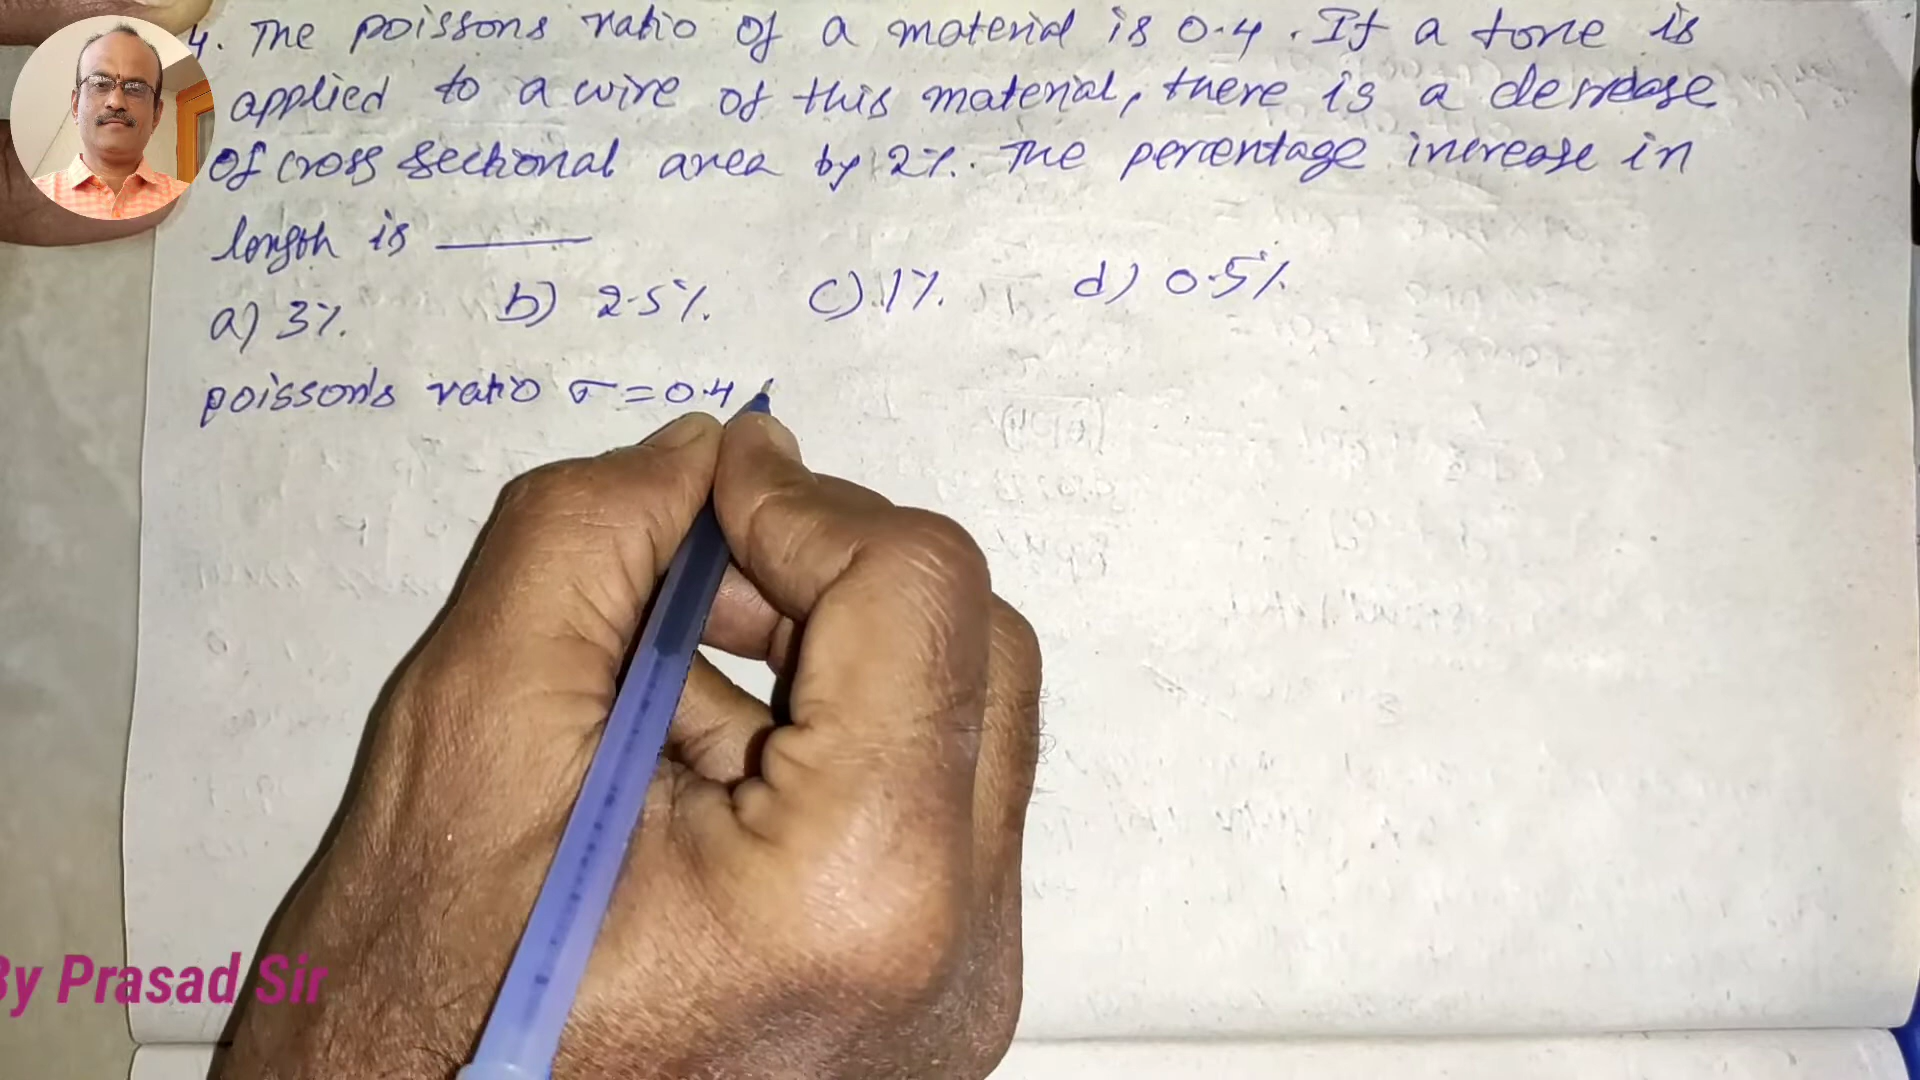 4. The poissons ratio of a material is 0.4. If a force is
applied to a wire of this material, there is a decrease
of cross sectional area by 2%. The percentage increase in
length is ______
a) 3%. b) 2.5%. c) 1%. d) 0.5%.
poisson's ratio σ = 0.4
By Prasad Sir